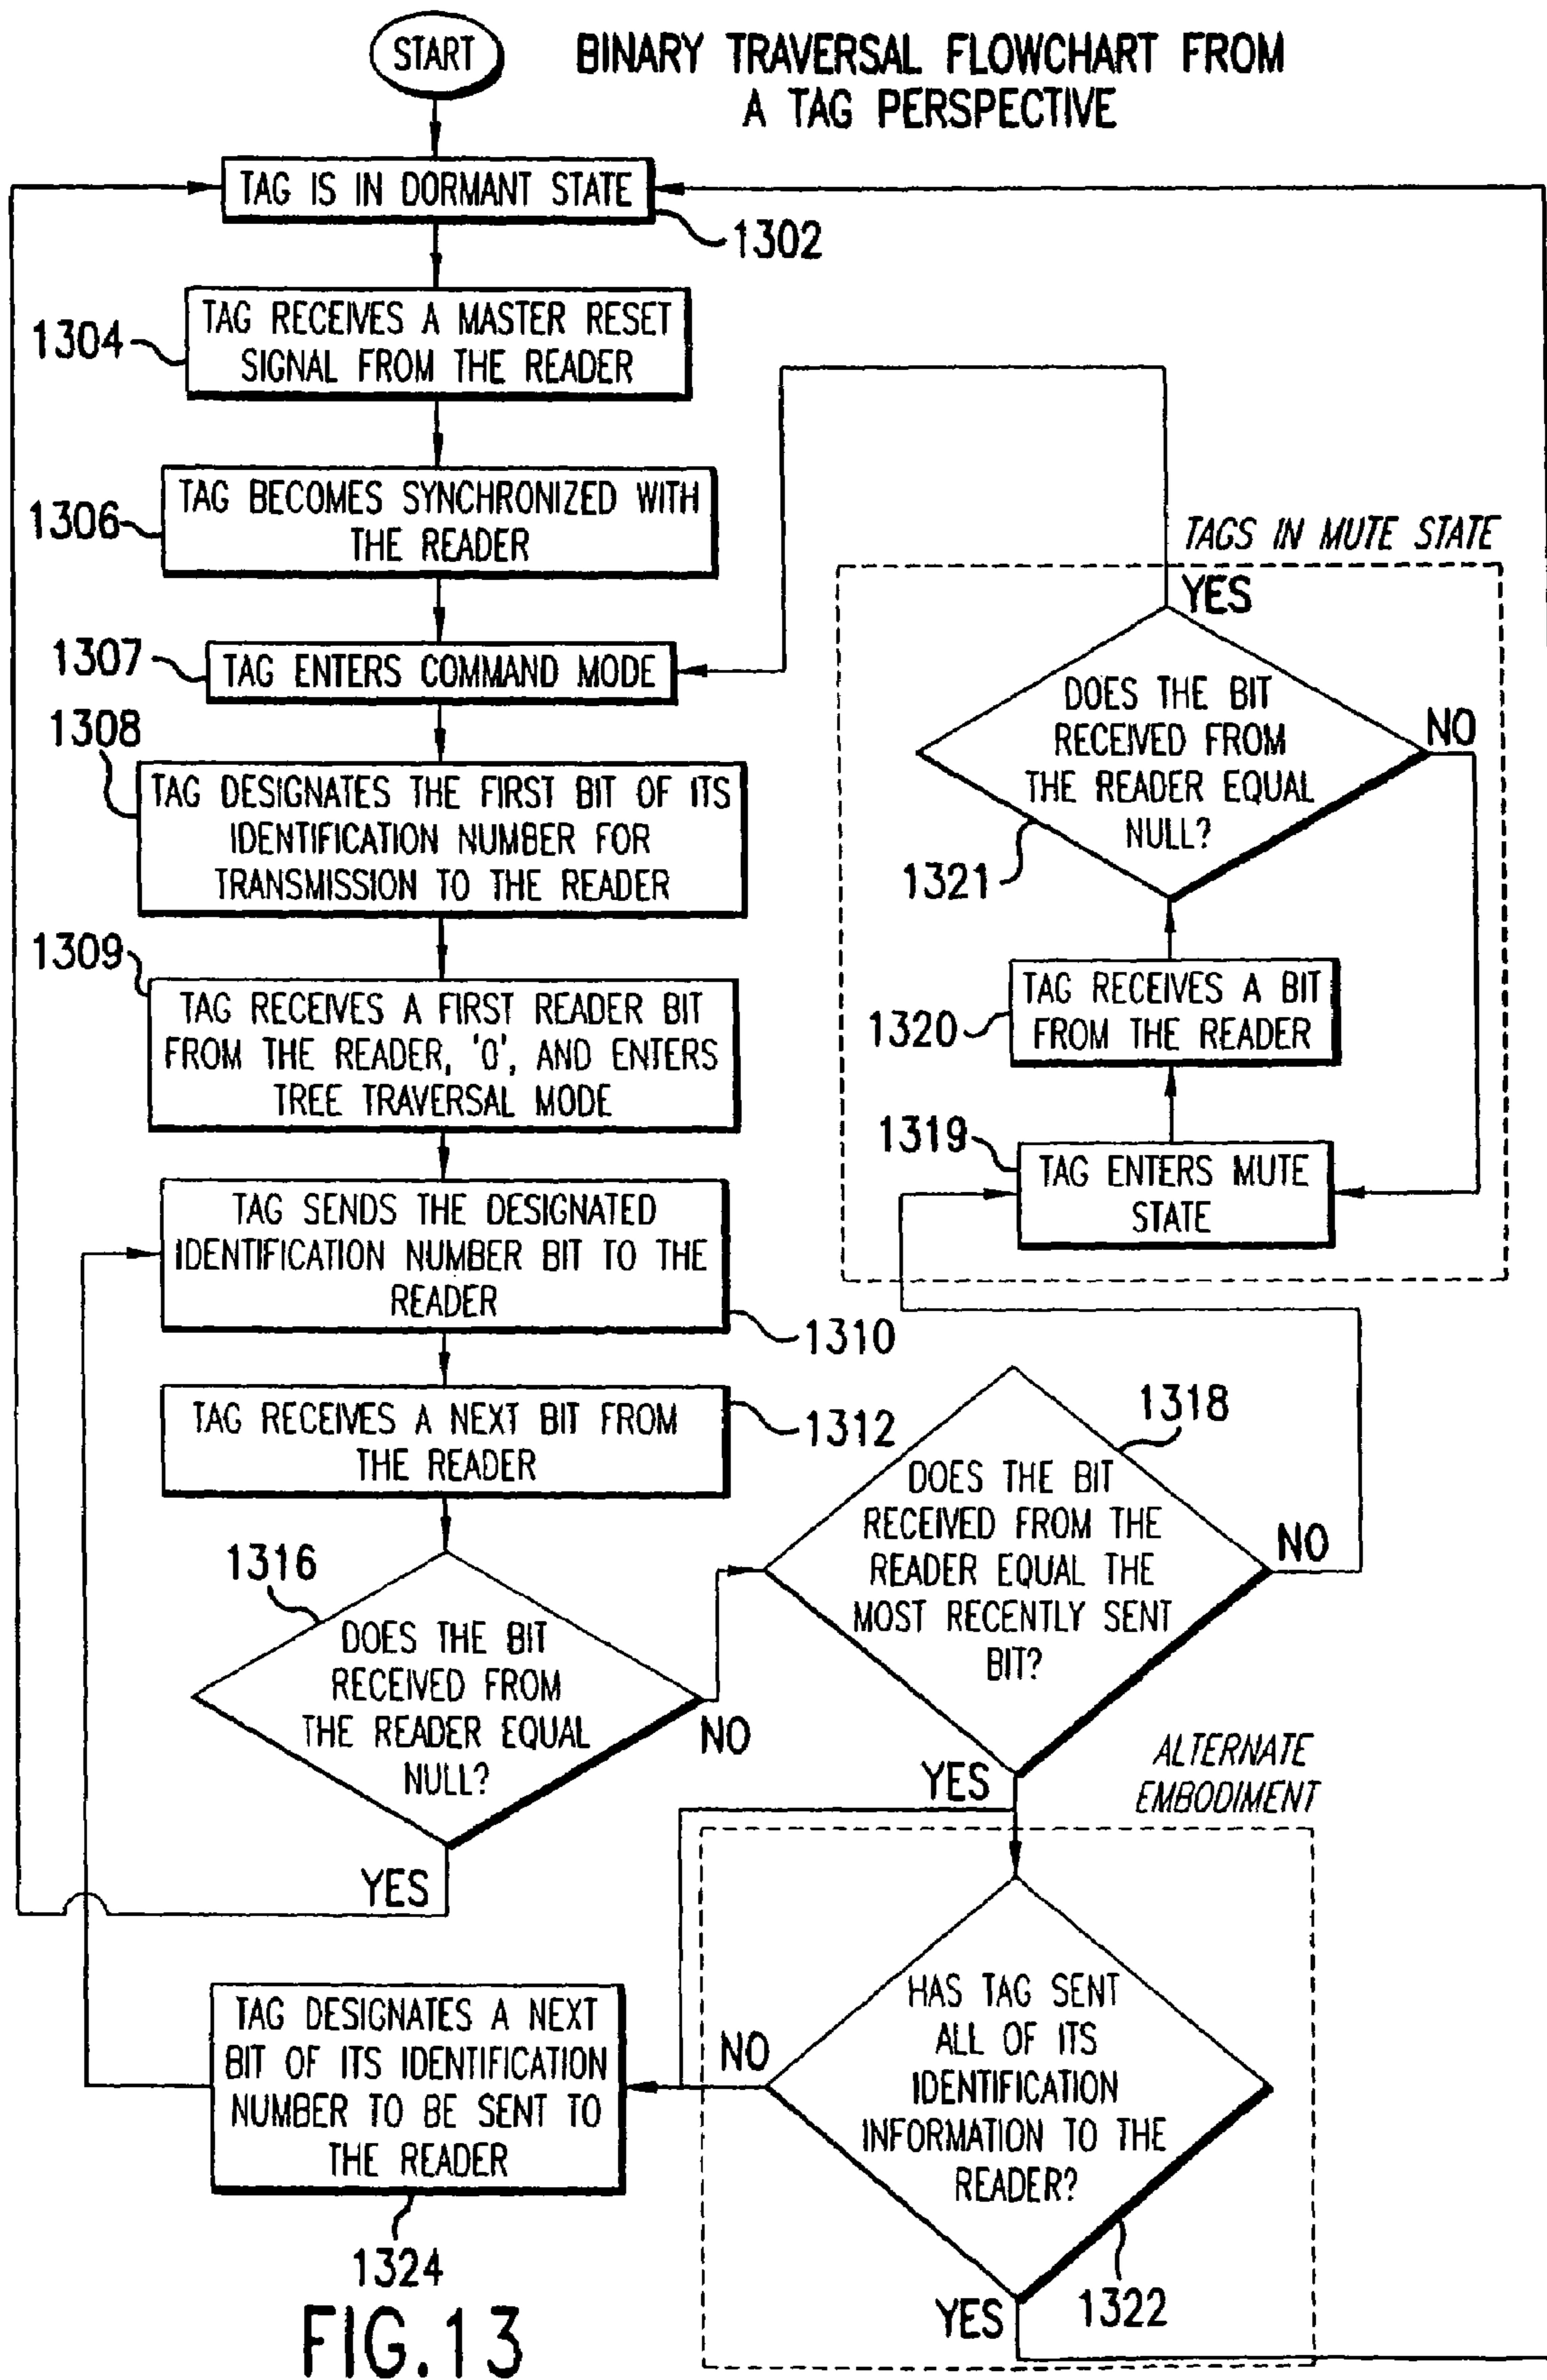 START
BINARY TRAVERSAL FLOWCHART FROM
A TAG PERSPECTIVE
TAG IS IN DORMANT STATE
1302
TAG RECEIVES A MASTER RESET
SIGNAL FROM THE READER
1304
TAG BECOMES SYNCHRONIZED WITH
THE READER
1306
TAG ENTERS COMMAND MODE
1307
1308
TAG DESIGNATES THE FIRST BIT OF ITS
IDENTIFICATION NUMBER FOR
TRANSMISSION TO THE READER
1309
TAG RECEIVES A FIRST READER BIT
FROM THE READER, '0', AND ENTERS
TREE TRAVERSAL MODE
TAG SENDS THE DESIGNATED
IDENTIFICATION NUMBER BIT TO THE
READER
1310
TAG RECEIVES A NEXT BIT FROM
THE READER
1312
1316
DOES THE BIT
RECEIVED FROM
THE READER EQUAL
NULL?
NO
YES
TAGS IN MUTE STATE
YES
DOES THE BIT
RECEIVED FROM
THE READER EQUAL
NULL?
NO
1321
TAG RECEIVES A BIT
FROM THE READER
1320
1319
TAG ENTERS MUTE
STATE
1318
DOES THE BIT
RECEIVED FROM THE
READER EQUAL THE
MOST RECENTLY SENT
BIT?
NO
YES
ALTERNATE
EMBODIMENT
HAS TAG SENT
ALL OF ITS
IDENTIFICATION
INFORMATION TO THE
READER?
NO
YES
1322
TAG DESIGNATES A NEXT
BIT OF ITS IDENTIFICATION
NUMBER TO BE SENT TO
THE READER
1324
FIG.13